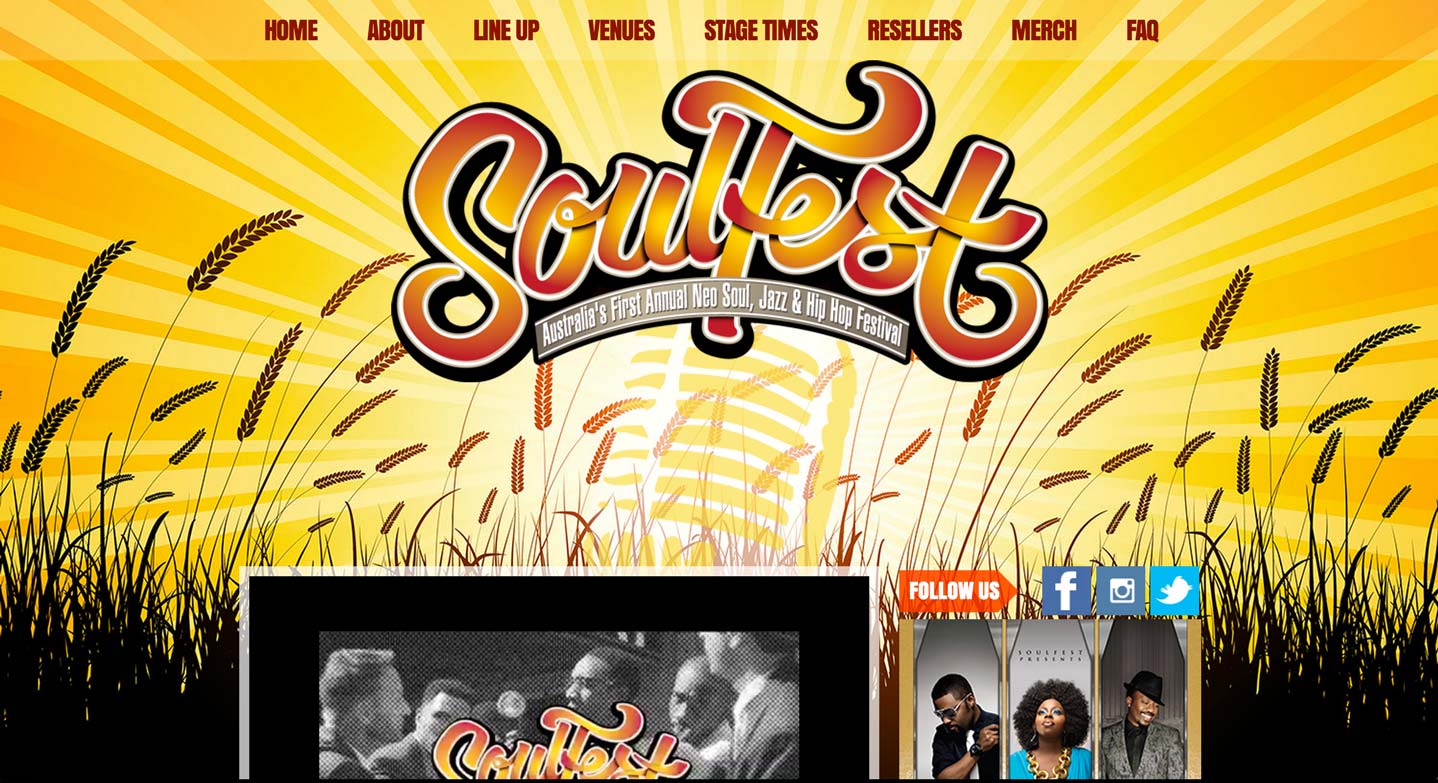 HOME ABOUT LINE UP VENUES STAGE TIMES RESELLERS MERCH FAQ
Soulfest
Australia's First Annual Neo Soul, Jazz & Hip Hop Festival
FOLLOW US
SOULFEST
PRESENTS
Soulfest